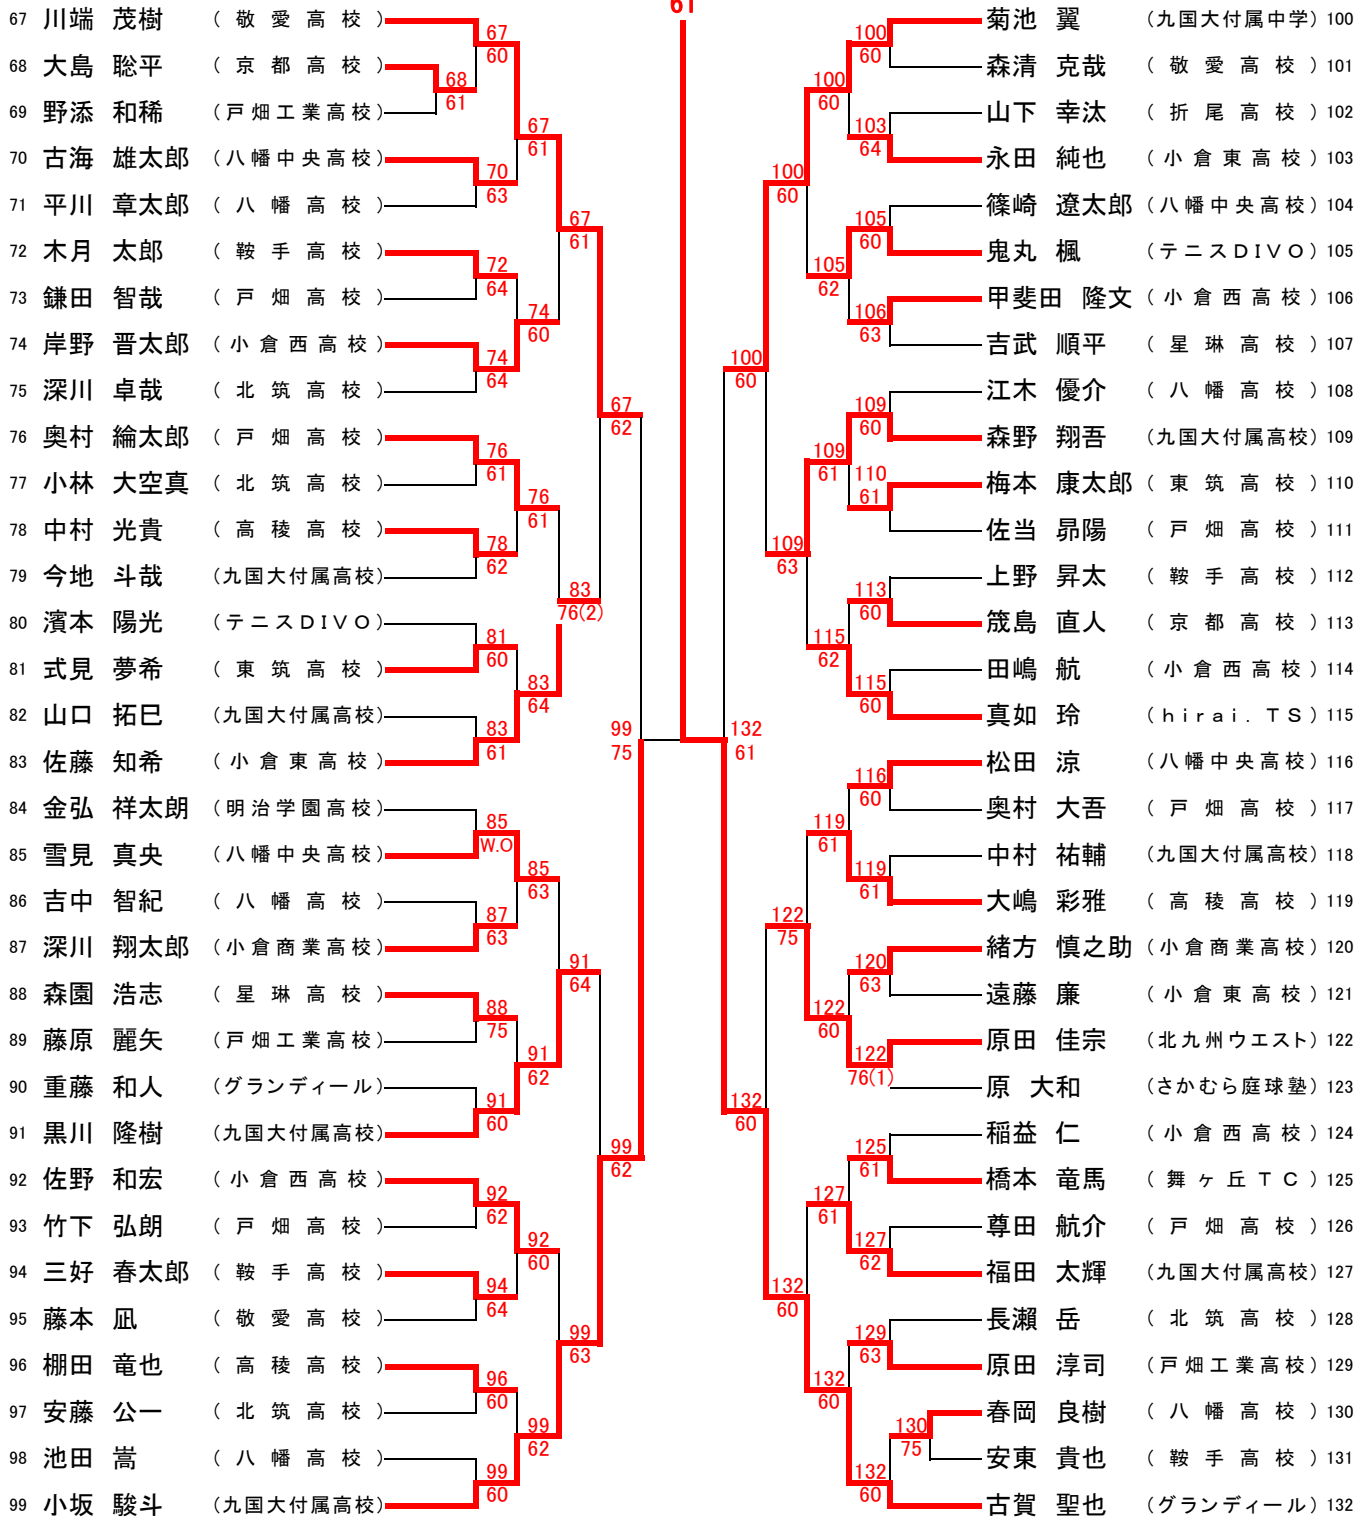 61
67 川端 茂樹 ( 敬愛高校 )
68 大島 聡平 ( 京都高校 )
69 野添 和稀 (戸畑工業高校)
70 古海 雄太郎 (八幡中央高校)
71 平川 章太郎 ( 八幡高校 )
72 木月 太郎 ( 鞍手高校 )
73 鎌田 智哉 ( 戸畑高校 )
74 岸野 晋太郎 ( 小倉西高校 )
75 深川 卓哉 ( 北筑高校 )
76 奥村 綸太郎 ( 戸畑高校 )
77 小林 大空真 ( 北筑高校 )
78 中村 光貴 ( 高稜高校 )
79 今地 斗哉 (九国大付属高校)
80 濱本 陽光 (テニスDIVO)
81 式見 夢希 ( 東筑高校 )
82 山口 拓巳 (九国大付属高校)
83 佐藤 知希 ( 小倉東高校 )
84 金弘 祥太朗 (明治学園高校)
85 雪見 真央 (八幡中央高校)
86 吉中 智紀 ( 八幡高校 )
87 深川 翔太郎 (小倉商業高校)
88 森園 浩志 ( 星琳高校 )
89 藤原 麗矢 (戸畑工業高校)
90 重藤 和人 (グランディール)
91 黒川 隆樹 (九国大付属高校)
92 佐野 和宏 ( 小倉西高校 )
93 竹下 弘朗 ( 戸畑高校 )
94 三好 春太郎 ( 鞍手高校 )
95 藤本 凪 ( 敬愛高校 )
96 棚田 竜也 ( 高稜高校 )
97 安藤 公一 ( 北筑高校 )
98 池田 嵩 ( 八幡高校 )
99 小坂 駿斗 (九国大付属高校)
68
61
67
60
70
63
72
64
74
64
76
61
78
62
81
60
83
61
85
W.O
87
63
88
75
91
60
92
62
94
64
96
60
99
60
67
61
74
60
76
61
83
64
85
63
91
62
92
60
99
62
67
61
83
76(2)
91
64
99
63
67
62
99
62
99
75
132
61
100
60
132
60
100
60
109
63
122
75
132
60
100
60
105
62
109
61
115
62
119
61
122
60
127
61
132
60
100
60
103
64
105
60
106
63
109
60
110
61
113
60
115
60
116
60
119
61
120
63
122
76(1)
125
61
127
62
129
63
132
60
130
75
菊池 翼 (九国大付属中学) 100
森清 克哉 ( 敬愛高校 ) 101
山下 幸汰 ( 折尾高校 ) 102
永田 純也 ( 小倉東高校 ) 103
篠崎 遼太郎 (八幡中央高校) 104
鬼丸 楓 (テニスDIVO) 105
甲斐田 隆文 ( 小倉西高校 ) 106
吉武 順平 ( 星琳高校 ) 107
江木 優介 ( 八幡高校 ) 108
森野 翔吾 (九国大付属高校) 109
梅本 康太郎 ( 東筑高校 ) 110
佐当 昴陽 ( 戸畑高校 ) 111
上野 昇太 ( 鞍手高校 ) 112
筬島 直人 ( 京都高校 ) 113
田嶋 航 ( 小倉西高校 ) 114
真如 玲 (hirai.TS) 115
松田 涼 (八幡中央高校) 116
奥村 大吾 ( 戸畑高校 ) 117
中村 祐輔 (九国大付属高校) 118
大嶋 彩雅 ( 高稜高校 ) 119
緒方 慎之助 (小倉商業高校) 120
遠藤 廉 ( 小倉東高校 ) 121
原田 佳宗 (北九州ウエスト) 122
原 大和 (さかむら庭球塾) 123
稲益 仁 ( 小倉西高校 ) 124
橋本 竜馬 ( 舞ヶ丘TC ) 125
尊田 航介 ( 戸畑高校 ) 126
福田 太輝 (九国大付属高校) 127
長瀬 岳 ( 北筑高校 ) 128
原田 淳司 (戸畑工業高校) 129
春岡 良樹 ( 八幡高校 ) 130
安東 貴也 ( 鞍手高校 ) 131
古賀 聖也 (グランディール) 132